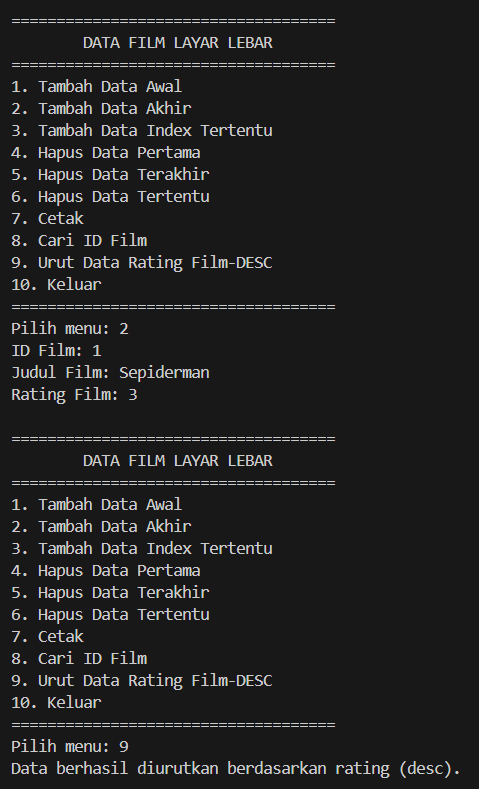 ====================================
DATA FILM LAYAR LEBAR
====================================
1. Tambah Data Awal
2. Tambah Data Akhir
3. Tambah Data Index Tertentu
4. Hapus Data Pertama
5. Hapus Data Terakhir
6. Hapus Data Tertentu
7. Cetak
8. Cari ID Film
9. Urut Data Rating Film-DESC
10. Keluar
====================================
Pilih menu: 2
ID Film: 1
Judul Film: Sepiderman
Rating Film: 3
====================================
DATA FILM LAYAR LEBAR
====================================
1. Tambah Data Awal
2. Tambah Data Akhir
3. Tambah Data Index Tertentu
4. Hapus Data Pertama
5. Hapus Data Terakhir
6. Hapus Data Tertentu
7. Cetak
8. Cari ID Film
9. Urut Data Rating Film-DESC
10. Keluar
====================================
Pilih menu: 9
Data berhasil diurutkan berdasarkan rating (desc).